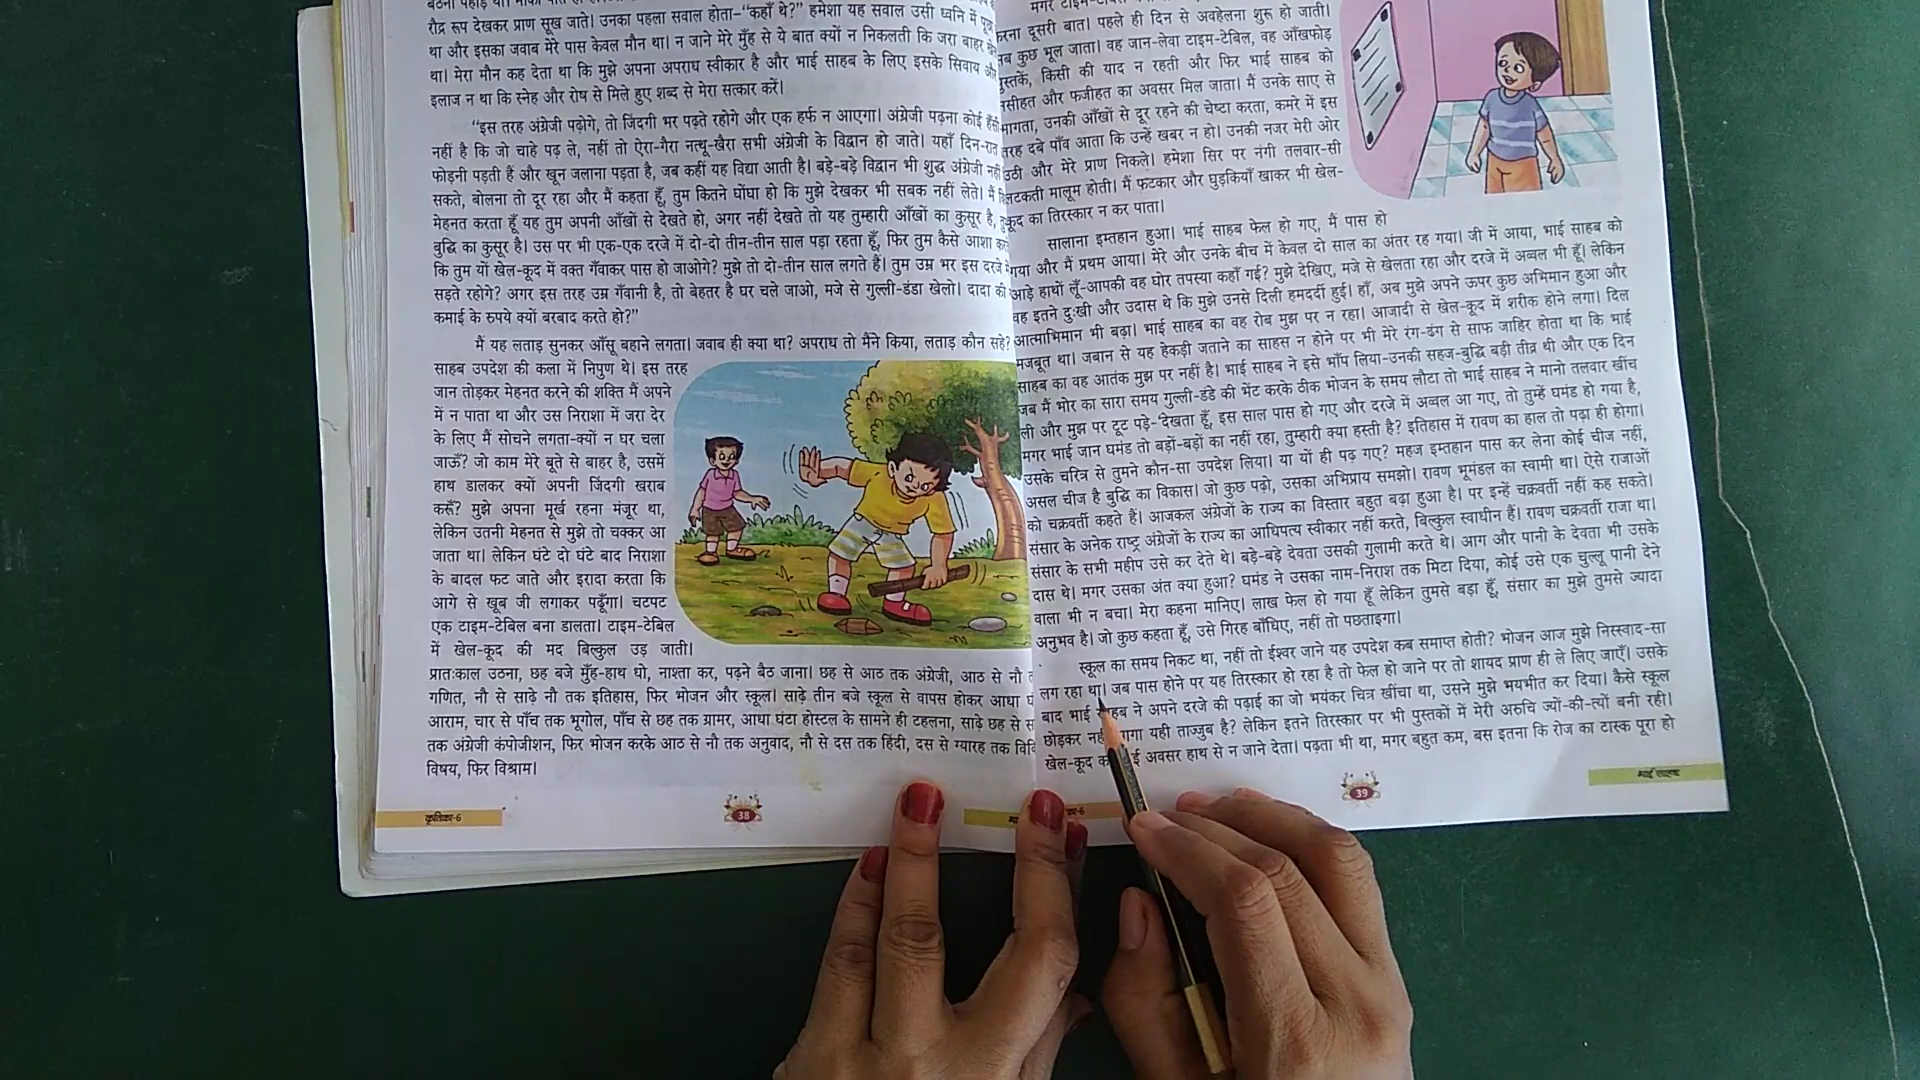 रौद्र रूप देखकर प्राण सूख जाते। उनका पहला सवाल होता–“कहाँ थे?” हमेशा यह सवाल उसी ध्वनि में
था और इसका जवाब मेरे पास केवल मौन था। न जाने मेरे मुँह से ये बात क्यों न निकलती कि जरा बाहर
था। मेरा मौन कह देता था कि मुझे अपना अपराध स्वीकार है और भाई साहब के लिए इसके सिवाय
इलाज न था कि स्नेह और रोष से मिले हुए शब्द से मेरा सत्कार करें।
“इस तरह अंग्रेजी पढ़ोगे, तो जिंदगी भर पढ़ते रहोगे और एक हर्फ न आएगा। अंग्रेजी पढ़ना कोई
नहीं है कि जो चाहे पढ़ ले, नहीं तो ऐरा-गैरा नत्थू-खैरा सभी अंग्रेजी के विद्वान हो जाते। यहाँ दिन-रात
फोड़नी पड़ती हैं और खून जलाना पड़ता है, जब कहीं यह विद्या आती है। बड़े-बड़े विद्वान भी शुद्ध अंग्रेजी नहीं
सकते, बोलना तो दूर रहा और मैं कहता हूँ, तुम कितने घोंघा हो कि मुझे देखकर भी सबक नहीं लेते। मैं
मेहनत करता हूँ यह तुम अपनी आँखों से देखते हो, अगर नहीं देखते तो यह तुम्हारी आँखों का कुसूर है,
बुद्धि का कुसूर है। उस पर भी एक-एक दरजे में दो-दो तीन-तीन साल पड़ा रहता हूँ, फिर तुम कैसे आशा
कि तुम यों खेल-कूद में वक्त गँवाकर पास हो जाओगे? मुझे तो दो-तीन साल लगते हैं। तुम उम्र भर इस दरजे
सड़ते रहोगे? अगर इस तरह उम्र गँवानी है, तो बेहतर है घर चले जाओ, मजे से गुल्ली-डंडा खेलो। दादा की
कमाई के रुपये क्यों बरबाद करते हो?”
मैं यह लताड़ सुनकर आँसू बहाने लगता। जवाब ही क्या था? अपराध तो मैंने किया, लताड़ कौन सहे?
साहब उपदेश की कला में निपुण थे। इस तरह
जान तोड़कर मेहनत करने की शक्ति मैं अपने
में न पाता था और उस निराशा में जरा देर
के लिए मैं सोचने लगता-क्यों न घर चला
जाऊँ? जो काम मेरे बूते से बाहर है, उसमें
हाथ डालकर क्यों अपनी जिंदगी खराब
करूँ? मुझे अपना मूर्ख रहना मंजूर था,
लेकिन उतनी मेहनत से मुझे तो चक्कर आ
जाता था। लेकिन घंटे दो घंटे बाद निराशा
के बादल फट जाते और इरादा करता कि
आगे से खूब जी लगाकर पढूँगा। चटपट
एक टाइम-टेबिल बना डालता। टाइम-टेबिल
में खेल-कूद की मद बिल्कुल उड़ जाती।
प्रातःकाल उठना, छह बजे मुँह-हाथ धो, नाश्ता कर, पढ़ने बैठ जाना। छह से आठ तक अंग्रेजी, आठ से नौ
गणित, नौ से साढ़े नौ तक इतिहास, फिर भोजन और स्कूल। साढ़े तीन बजे स्कूल से वापस होकर आधा
आराम, चार से पाँच तक भूगोल, पाँच से छह तक ग्रामर, आधा घंटा होस्टल के सामने ही टहलना, साढ़े छह से
तक अंग्रेजी कंपोजीशन, फिर भोजन करके आठ से नौ तक अनुवाद, नौ से दस तक हिंदी, दस से ग्यारह तक
विषय, फिर विश्राम।
कृतिका-6
38
करना दूसरी बात। पहले ही दिन से अवहेलना शुरू हो जाती।
कुछ भूल जाता। वह जान-लेवा टाइम-टेबिल, वह आँखफोड़
किसी की याद न रहती और फिर भाई साहब को
नसीहत और फजीहत का अवसर मिल जाता। मैं उनके साए से
भागता, उनकी आँखों से दूर रहने की चेष्टा करता, कमरे में इस
तरह दबे पाँव आता कि उन्हें खबर न हो। उनकी नजर मेरी ओर
उठी और मेरे प्राण निकले। हमेशा सिर पर नंगी तलवार-सी
लटकती मालूम होती। मैं फटकार और घुड़कियाँ खाकर भी खेल-
कूद का तिरस्कार न कर पाता।
सालाना इम्तहान हुआ। भाई साहब फेल हो गए, मैं पास हो
गया और मैं प्रथम आया। मेरे और उनके बीच में केवल दो साल का अंतर रह गया। जी में आया, भाई साहब को
आड़े हाथों लूँ-आपकी वह घोर तपस्या कहाँ गई? मुझे देखिए, मजे से खेलता रहा और दरजे में अव्वल भी हूँ। लेकिन
वह इतने दुःखी और उदास थे कि मुझे उनसे दिली हमदर्दी हुई। हाँ, अब मुझे अपने ऊपर कुछ अभिमान हुआ और
आत्माभिमान भी बढ़ा। भाई साहब का वह रोब मुझ पर न रहा। आजादी से खेल-कूद में शरीक होने लगा। दिल
मजबूत था। जबान से यह हेकड़ी जताने का साहस न होने पर भी मेरे रंग-ढंग से साफ जाहिर होता था कि भाई
साहब का वह आतंक मुझ पर नहीं है। भाई साहब ने इसे भाँप लिया-उनकी सहज-बुद्धि बड़ी तीव्र थी और एक दिन
जब मैं भोर का सारा समय गुल्ली-डंडे की भेंट करके ठीक भोजन के समय लौटा तो भाई साहब ने मानो तलवार खींच
ली और मुझ पर टूट पड़े-‘देखता हूँ, इस साल पास हो गए और दरजे में अव्वल आ गए, तो तुम्हें घमंड हो गया है,
मगर भाई जान घमंड तो बड़ों-बड़ों का नहीं रहा, तुम्हारी क्या हस्ती है? इतिहास में रावण का हाल तो पढ़ा ही होगा।
उसके चरित्र से तुमने कौन-सा उपदेश लिया। या यों ही पढ़ गए? महज इम्तहान पास कर लेना कोई चीज नहीं,
असल चीज है बुद्धि का विकास। जो कुछ पढ़ो, उसका अभिप्राय समझो। रावण भूमंडल का स्वामी था। ऐसे राजाओं
को चक्रवर्ती कहते हैं। आजकल अंग्रेजों के राज्य का विस्तार बहुत बढ़ा हुआ है। पर इन्हें चक्रवर्ती नहीं कह सकते।
संसार के अनेक राष्ट्र अंग्रेजों के राज्य का आधिपत्य स्वीकार नहीं करते, बिल्कुल स्वाधीन हैं। रावण चक्रवर्ती राजा था।
संसार के सभी महीप उसे कर देते थे। बड़े-बड़े देवता उसकी गुलामी करते थे। आग और पानी के देवता भी उसके
दास थे। मगर उसका अंत क्या हुआ? घमंड ने उसका नाम-निराश तक मिटा दिया, कोई उसे एक चुल्लू पानी देने
वाला भी न बचा। मेरा कहना मानिए। लाख फेल हो गया हूँ लेकिन तुमसे बड़ा हूँ, संसार का मुझे तुमसे ज्यादा
अनुभव है। जो कुछ कहता हूँ, उसे गिरह बाँधिए, नहीं तो पछताइगा।
स्कूल का समय निकट था, नहीं तो ईश्वर जाने यह उपदेश कब समाप्त होती? भोजन आज मुझे निस्स्वाद-सा
लग रहा था। जब पास होने पर यह तिरस्कार हो रहा है तो फेल हो जाने पर तो शायद प्राण ही ले लिए जाएँ। उसके
बाद भाई साहब ने अपने दरजे की पढ़ाई का जो भयंकर चित्र खींचा था, उसने मुझे भयभीत कर दिया। कैसे स्कूल
छोड़कर यही ताज्जुब है? लेकिन इतने तिरस्कार पर भी पुस्तकों में मेरी अरुचि ज्यों-की-त्यों बनी रही।
खेल-कूद अवसर हाथ से न जाने देता। पढ़ता भी था, मगर बहुत कम, बस इतना कि रोज का टास्क पूरा हो
39
भाई साहब